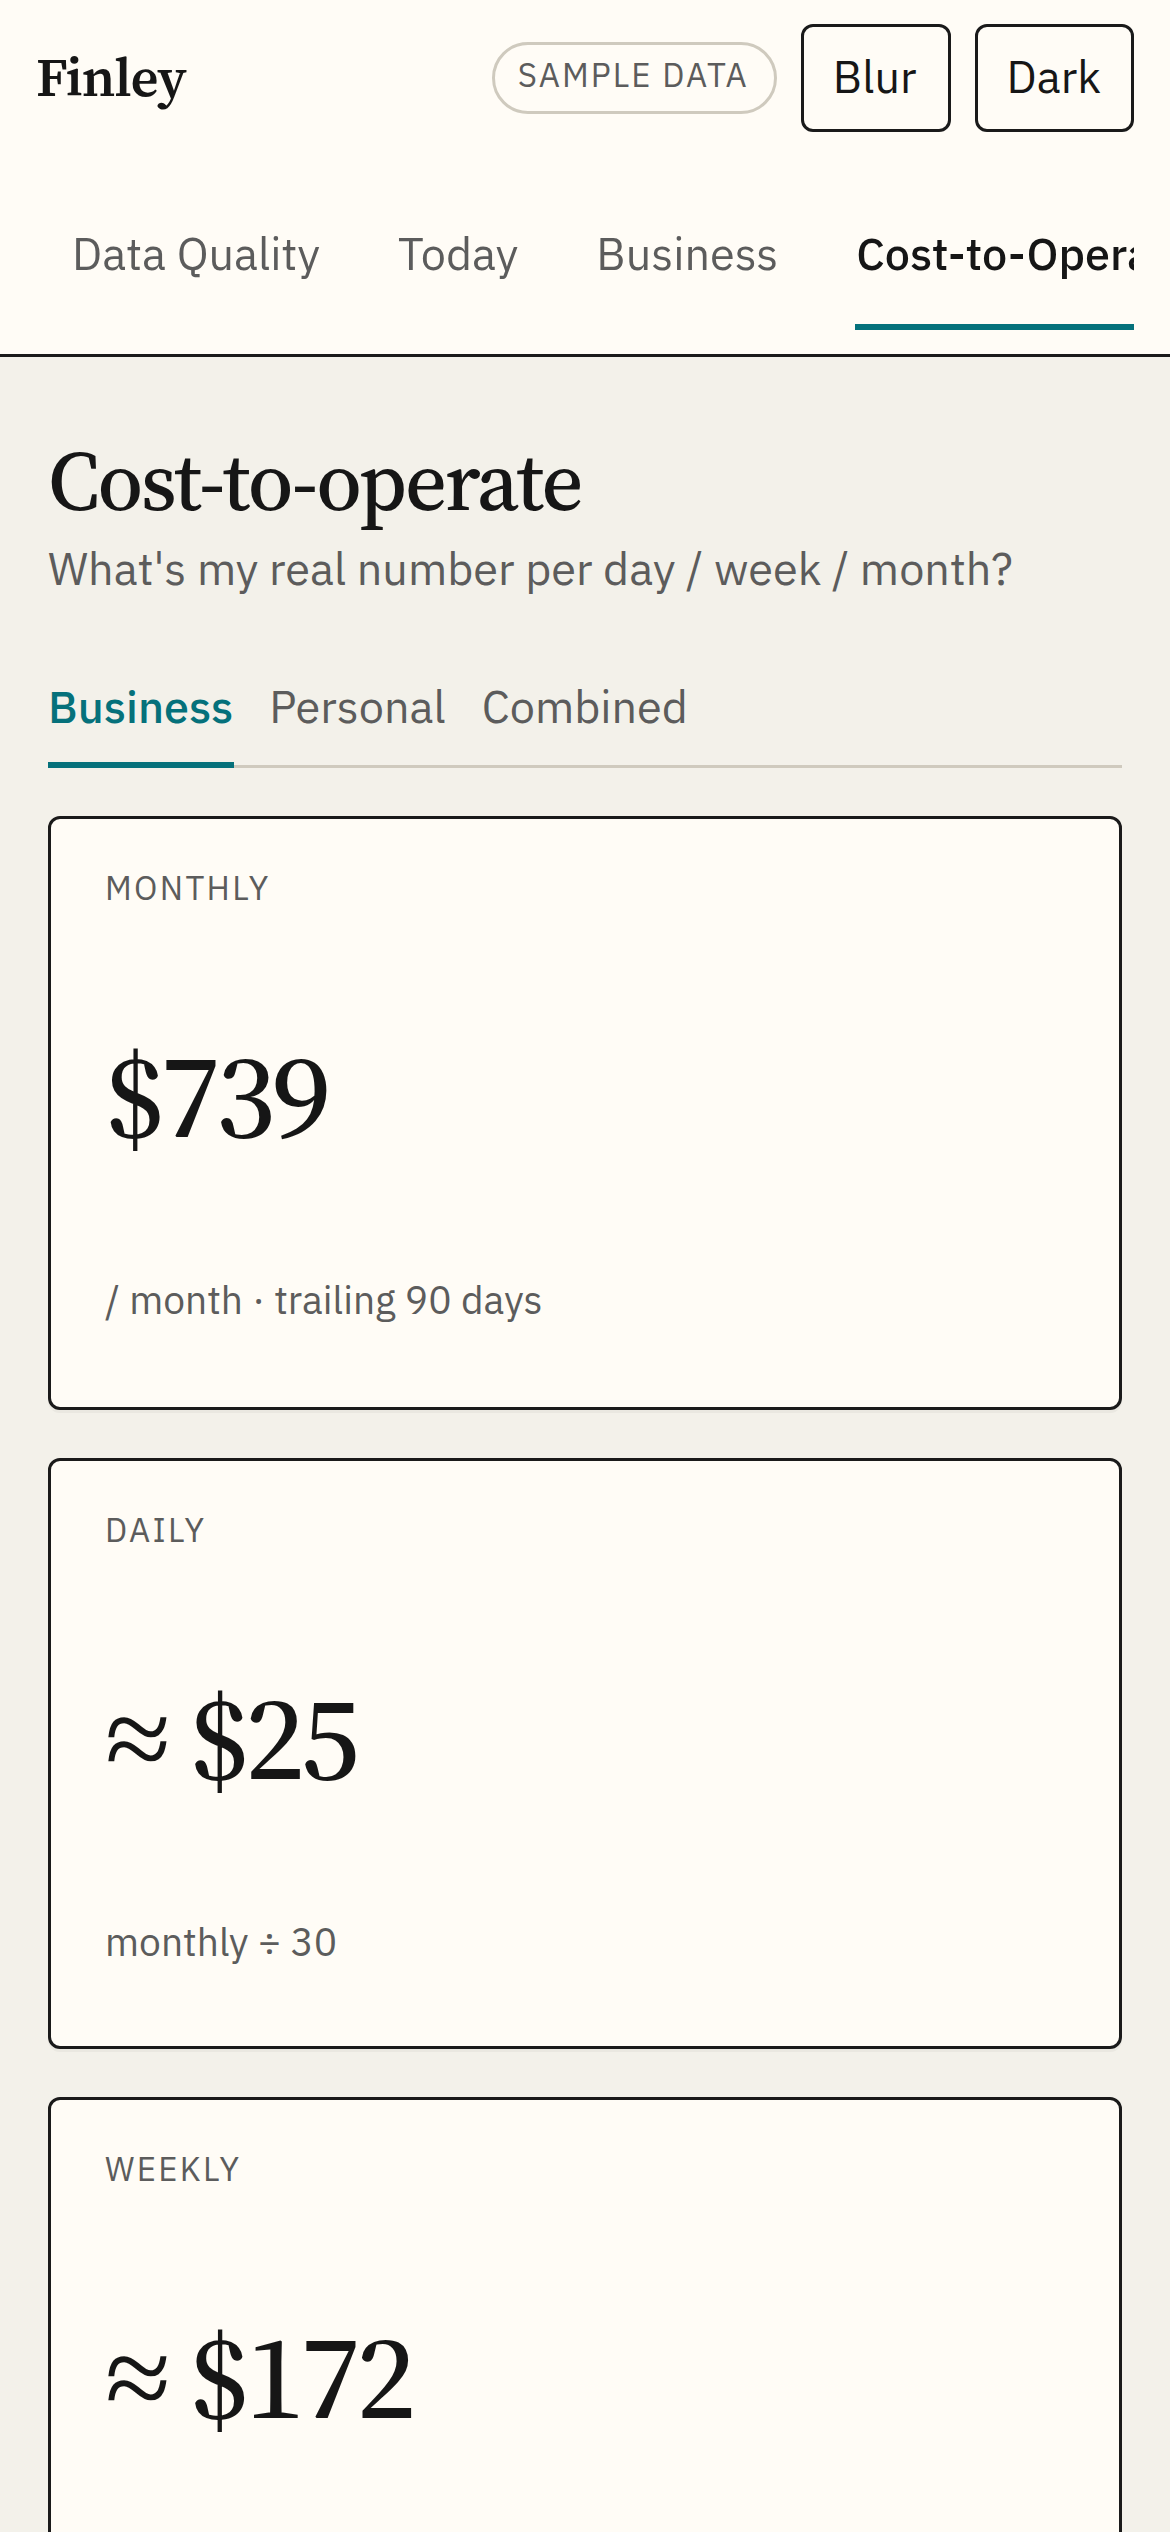 Finley
SAMPLE DATA
Blur
Dark
Data Quality
Today
Business
Cost-to-Opera
Cost-to-operate
What's my real number per day / week / month?
Business
Personal
Combined
MONTHLY
$739
/ month · trailing 90 days
DAILY
≈ $25
monthly ÷ 30
WEEKLY
≈ $172